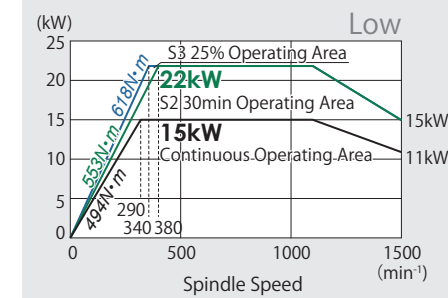 (kW)
Low
25
S3 25% Operating Area
22kW
20
618N·m
S2 30min Operating Area
15
15kW
15kW
553N·m
Continuous Operating Area
10
11kW
494N·m
5
290
340 380
0
0
500
1000
1500
(min⁻¹)
Spindle Speed